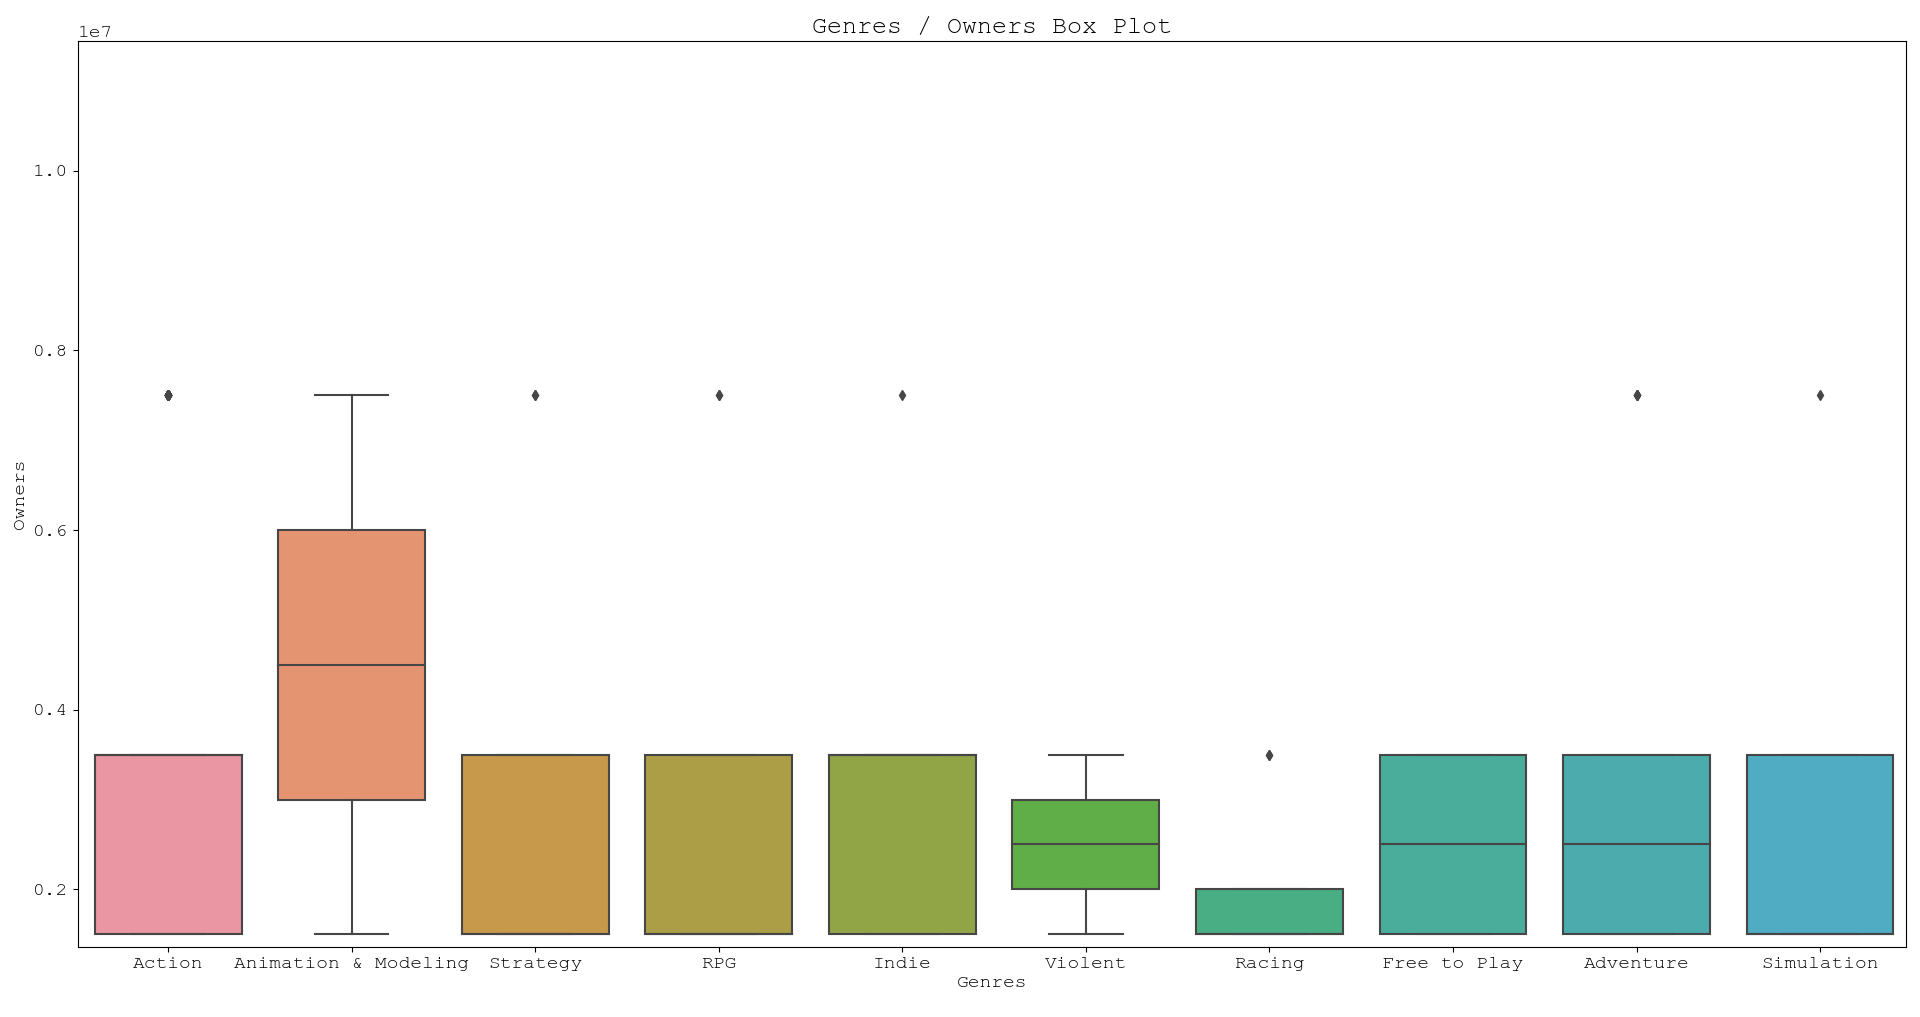 Genres / Owners Box Plot
1e7
1.0
0.8
0.6
0.4
0.2
Owners
Action Animation & Modeling Strategy RPG Indie Violent Racing Free to Play Adventure Simulation
Genres